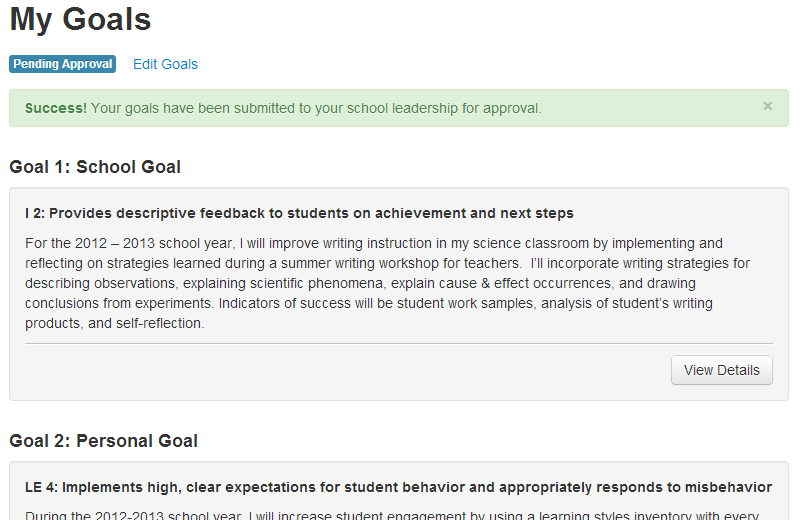 My Goals
Pending Approval Edit Goals
Success! Your goals have been submitted to your school leadership for approval. ×
Goal 1: School Goal
I 2: Provides descriptive feedback to students on achievement and next steps
For the 2012 – 2013 school year, I will improve writing instruction in my science classroom by implementing and
reflecting on strategies learned during a summer writing workshop for teachers.  I'll incorporate writing strategies for
describing observations, explaining scientific phenomena, explain cause & effect occurrences, and drawing
conclusions from experiments. Indicators of success will be student work samples, analysis of student's writing
products, and self-reflection.
View Details
Goal 2: Personal Goal
LE 4: Implements high, clear expectations for student behavior and appropriately responds to misbehavior
During the 2012-2013 school year, I will increase student engagement by using a learning styles inventory with every